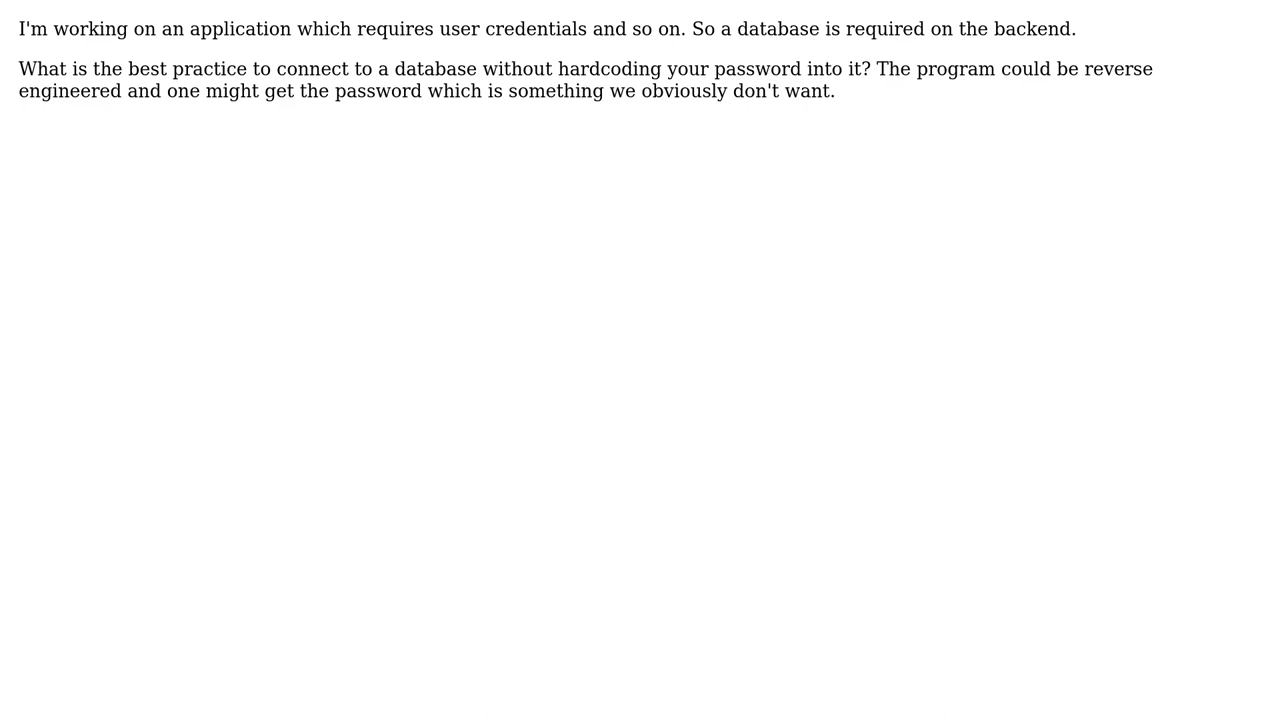 I'm working on an application which requires user credentials and so on. So a database is required on the backend.
What is the best practice to connect to a database without hardcoding your password into it? The program could be reverse
engineered and one might get the password which is something we obviously don't want.